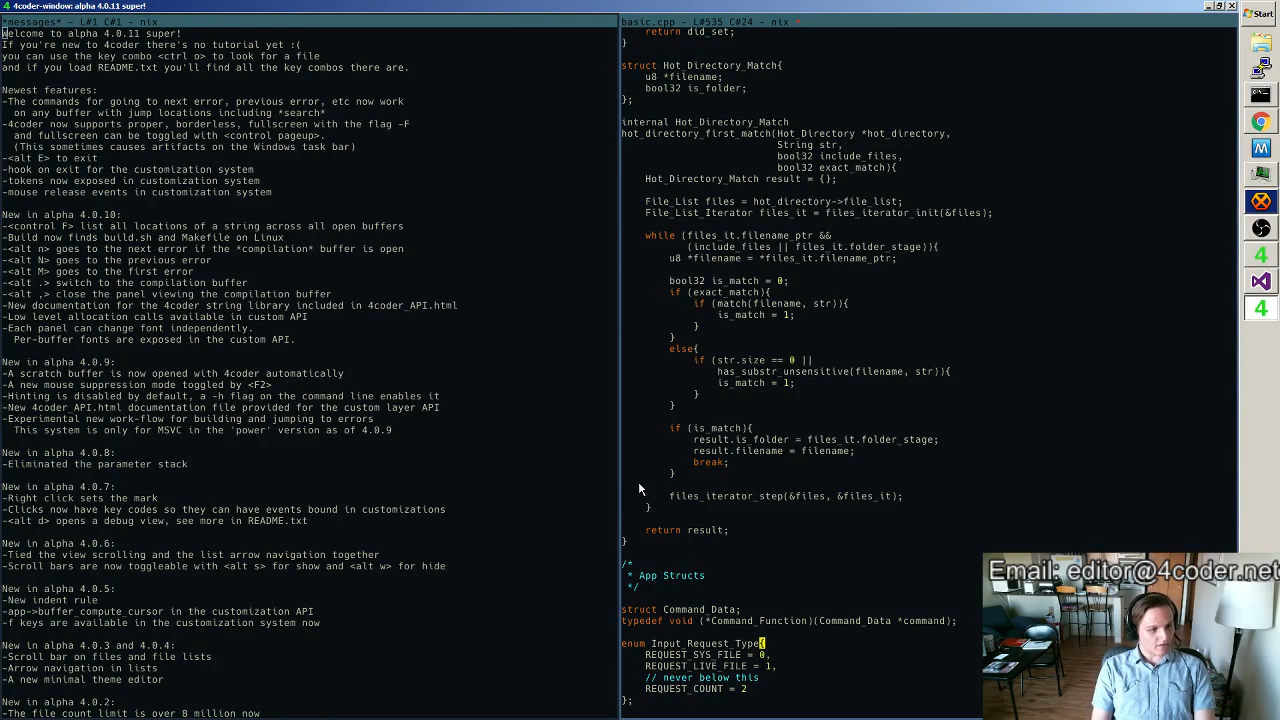 4coder-window: alpha 4.0.11 super!
Start
*messages* - L#1 C#1 - nix
Welcome to alpha 4.0.11 super!
If you're new to 4coder there's no tutorial yet :(
you can use the key combo <ctrl o> to look for a file
and if you load README.txt you'll find all the key combos there are.
Newest features:
-The commands for going to next error, previous error, etc now work
on any buffer with jump locations including *search*
-4coder now supports proper, borderless, fullscreen with the flag -F
and fullscreen can be toggled with <control pageup>.
(This sometimes causes artifacts on the Windows task bar)
-<alt E> to exit
-hook on exit for the customization system
-tokens now exposed in customization system
-mouse release events in customization system
New in alpha 4.0.10:
-<control F> list all locations of a string across all open buffers
-Build now finds build.sh and Makefile on Linux
-<alt n> goes to the next error if the *compilation* buffer is open
-<alt N> goes to the previous error
-<alt M> goes to the first error
-<alt .> switch to the compilation buffer
-<alt ,> close the panel viewing the compilation buffer
-New documentation for the 4coder string library included in 4coder_API.html
-Low level allocation calls available in custom API
-Each panel can change font independently.
Per-buffer fonts are exposed in the custom API.
New in alpha 4.0.9:
-A scratch buffer is now opened with 4coder automatically
-A new mouse suppression mode toggled by <F2>
-Hinting is disabled by default, a -h flag on the command line enables it
-New 4coder_API.html documentation file provided for the custom layer API
-Experimental new work-flow for building and jumping to errors
This system is only for MSVC in the 'power' version as of 4.0.9
New in alpha 4.0.8:
-Eliminated the parameter stack
New in alpha 4.0.7:
-Right click sets the mark
-Clicks now have key codes so they can have events bound in customizations
-<alt d> opens a debug view, see more in README.txt
New in alpha 4.0.6:
-Tied the view scrolling and the list arrow navigation together
-Scroll bars are now toggleable with <alt s> for show and <alt w> for hide
New in alpha 4.0.5:
-New indent rule
-app->buffer_compute_cursor in the customization API
-f keys are available in the customization system now
New in alpha 4.0.3 and 4.0.4:
-Scroll bar on files and file lists
-Arrow navigation in lists
-A new minimal theme editor
New in alpha 4.0.2:
-The file count limit is over 8 million now
basic.cpp - L#535 C#24 - nix *
return did_set;
}
struct Hot_Directory_Match{
u8 *filename;
bool32 is_folder;
};
internal Hot_Directory_Match
hot_directory_first_match(Hot_Directory *hot_directory,
String str,
bool32 include_files,
bool32 exact_match){
Hot_Directory_Match result = {};
File_List files = hot_directory->file_list;
File_List_Iterator files_it = files_iterator_init(&files);
while (files_it.filename_ptr &&
(include_files || files_it.folder_stage)){
u8 *filename = *files_it.filename_ptr;
bool32 is_match = 0;
if (exact_match){
if (match(filename, str)){
is_match = 1;
}
}
else{
if (str.size == 0 ||
has_substr_unsensitive(filename, str)){
is_match = 1;
}
}
if (is_match){
result.is_folder = files_it.folder_stage;
result.filename = filename;
break;
}
files_iterator_step(&files, &files_it);
}
return result;
}
/*
* App Structs
*/
struct Command_Data;
typedef void (*Command_Function)(Command_Data *command);
enum Input_Request_Type{
REQUEST_SYS_FILE = 0,
REQUEST_LIVE_FILE = 1,
// never below this
REQUEST_COUNT = 2
};
Email: editor@4coder.net